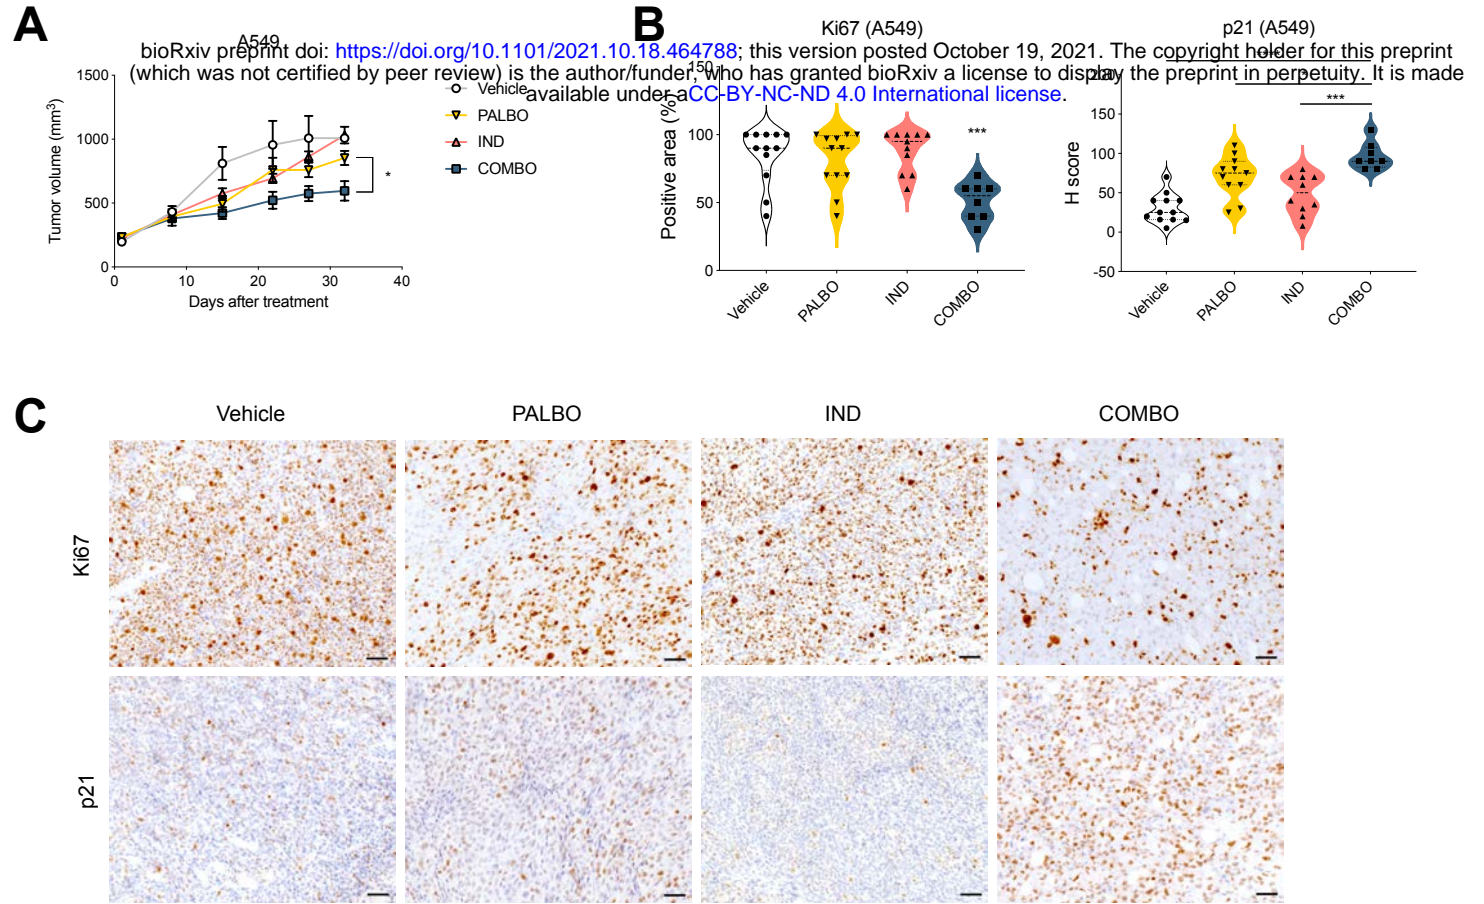 A
B
A549
Ki67 (A549)
p21 (A549)
bioRxiv preprint doi: https://doi.org/10.1101/2021.10.18.464788; this version posted October 19, 2021. The copyright holder for this preprint
(which was not certified by peer review) is the author/funder, who has granted bioRxiv a license to display the preprint in perpetuity. It is made
available under aCC-BY-NC-ND 4.0 International license.
Tumor volume (mm3)
1500
1000
500
0
0
10
20
30
40
Days after treatment
*
Vehicle
PALBO
IND
COMBO
Positive area (%)
150
100
50
0
***
Vehicle
PALBO
IND
COMBO
H score
200
150
100
50
0
-50
***
Vehicle
PALBO
IND
COMBO
C
Vehicle
PALBO
IND
COMBO
Ki67
p21